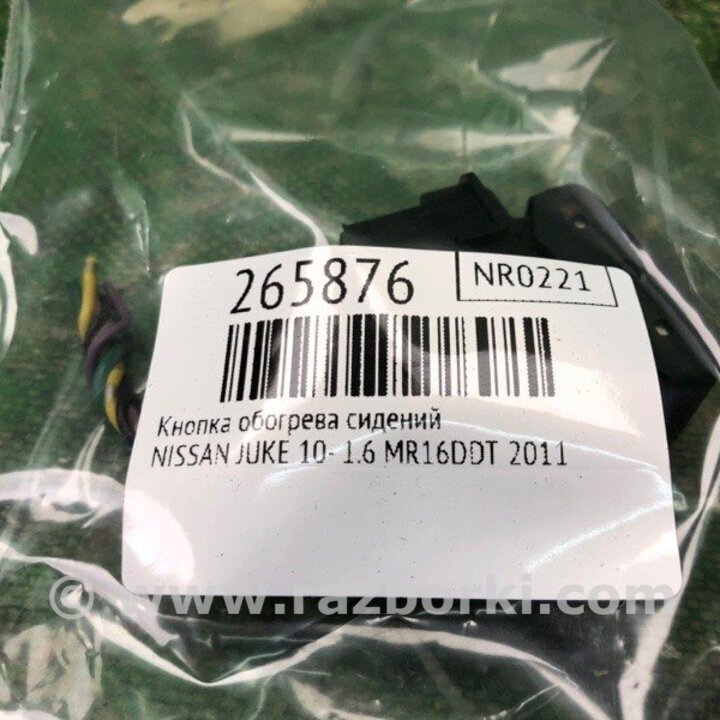 265876
NR0221
Кнопка обогрева сидений
NISSAN JUKE 10- 1.6 MR16DDT 2011
© www.razborki.com